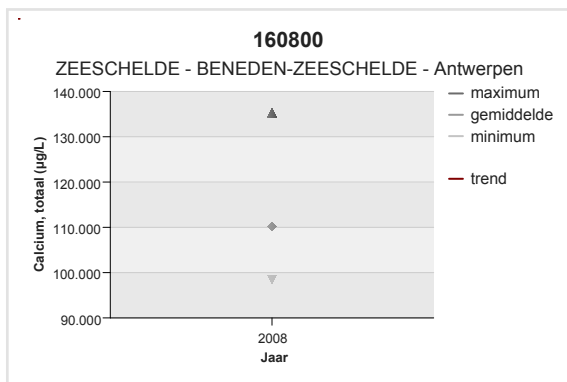 160800
ZEESCHELDE - BENEDEN-ZEESCHELDE - Antwerpen
Calcium, totaal (µg/L)
140.000
130.000
120.000
110.000
100.000
90.000
2008
Jaar
maximum
gemiddelde
minimum
trend